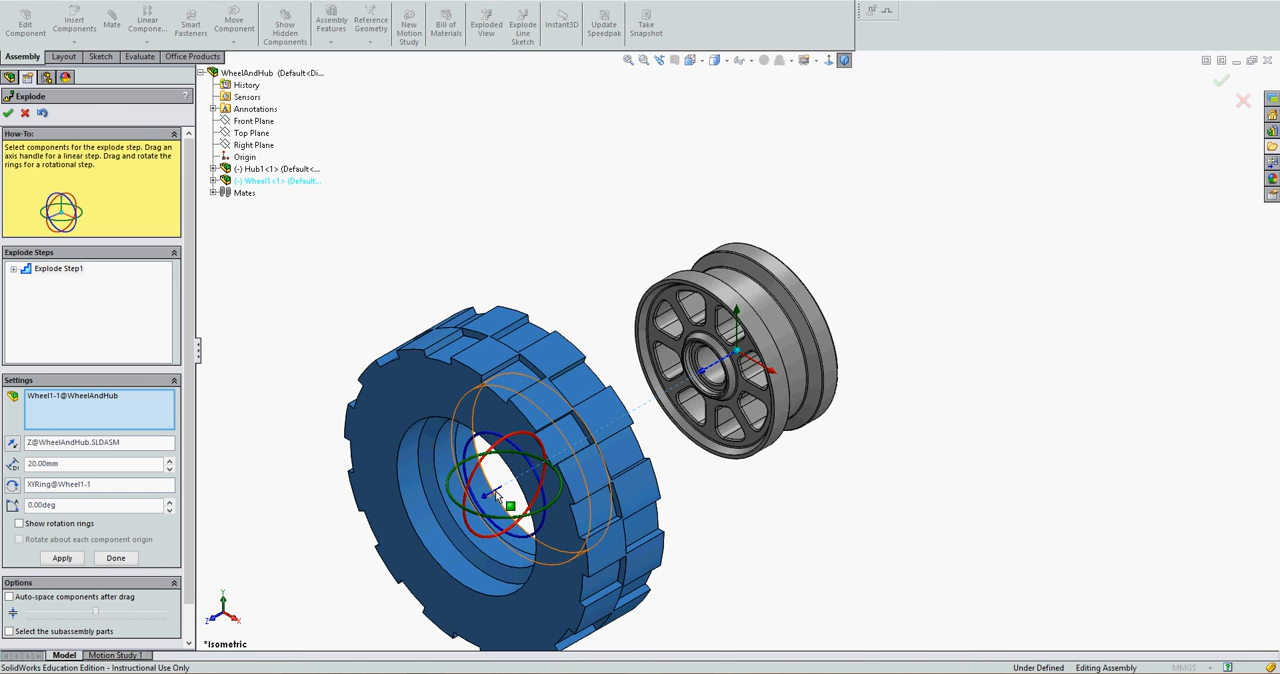 Edit Component
Insert Components
Mate
Linear Compone...
Smart Fasteners
Move Component
Show Hidden Components
Assembly Features
Reference Geometry
New Motion Study
Bill of Materials
Exploded View
Explode Line Sketch
Instant3D
Update Speedpak
Take Snapshot
Assembly Layout Sketch Evaluate Office Products
WheelAndHub (Default<Di...
History
Sensors
Annotations
Front Plane
Top Plane
Right Plane
Origin
(-) Hub1<1> (Default<...
(-) Wheel1<1> (Default...
Mates
Explode
?
How-To:
Select components for the explode step. Drag an
axis handle for a linear step. Drag and rotate the
rings for a rotational step.
Explode Steps
Explode Step1
Settings
Wheel1-1@WheelAndHub
Z@WheelAndHub.SLDASM
20.00mm
XYRing@Wheel1-1
0.00deg
Show rotation rings
Rotate about each component origin
Apply Done
Options
Auto-space components after drag
Select the subassembly parts
Y
Z X
*Isometric
Model Motion Study 1
SolidWorks Education Edition - Instructional Use Only
Under Defined Editing Assembly MMGS - ?